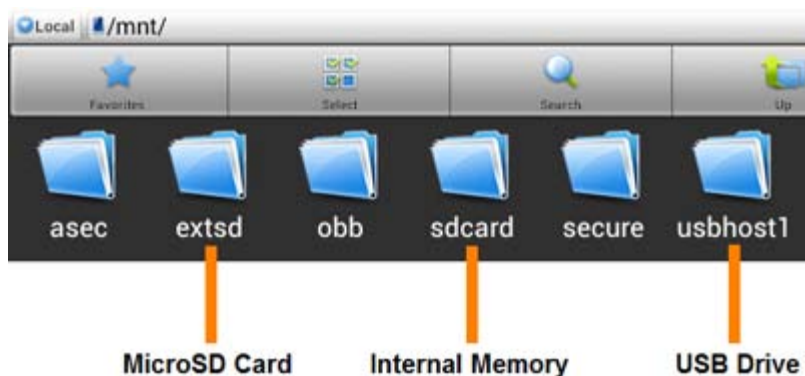 Local /mnt/
Favorites Select Search Up
asec extsd obb sdcard secure usbhost1
MicroSD Card Internal Memory USB Drive